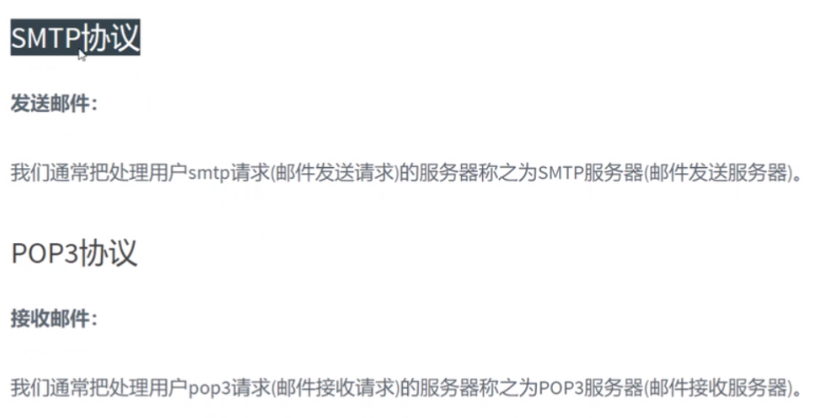 SMTP协议
发送邮件：
我们通常把处理用户smtp请求(邮件发送请求)的服务器称之为SMTP服务器(邮件发送服务器)。
POP3协议
接收邮件：
我们通常把处理用户pop3请求(邮件接收请求)的服务器称之为POP3服务器(邮件接收服务器)。